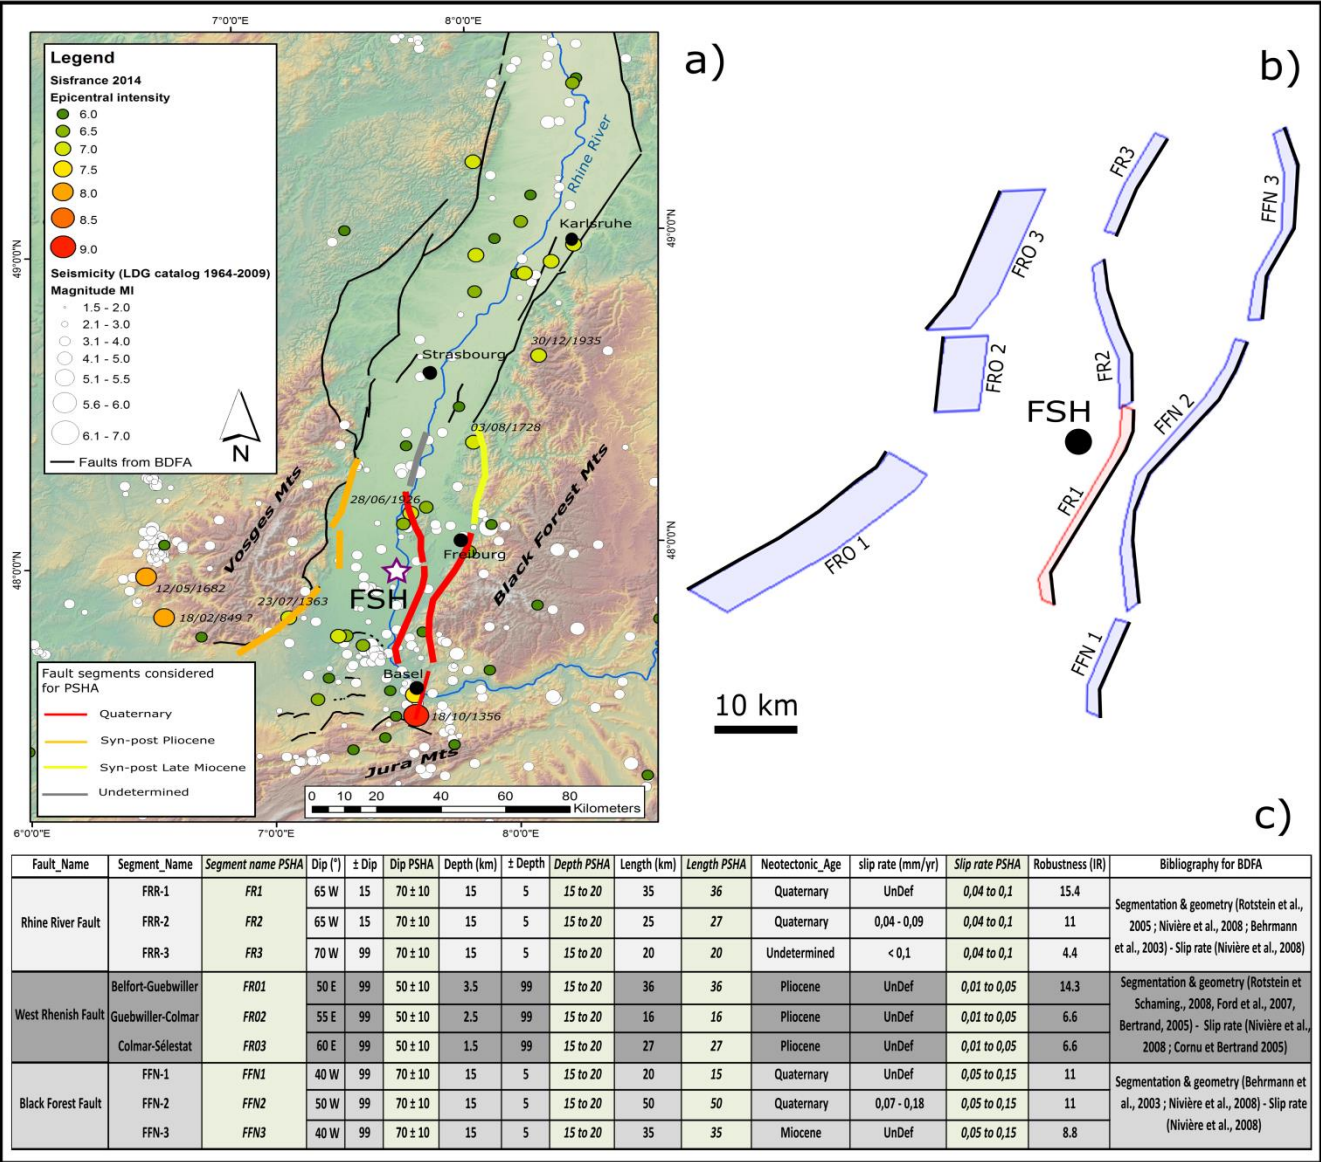 7°0'0"E
8°0'0"E
a)
b)
Legend
Sisfrance 2014
Epicentral intensity
6.0
6.5
7.0
7.5
8.0
8.5
9.0
Seismicity (LDG catalog 1964-2009)
Magnitude Ml
1.5 - 2.0
2.1 - 3.0
3.1 - 4.0
4.1 - 5.0
5.1 - 5.5
5.6 - 6.0
6.1 - 7.0
N
Faults from BDFA
49°0'0"N
49°0'0"N
48°0'0"N
48°0'0"N
Rhine River
Karlsruhe
30/12/1935
Strasbourg
03/08/1728
Vosges Mts
28/06/1926
Black Forest Mts
Freiburg
12/05/1682
FSH
23/07/1363
18/02/849 ?
Basel
18/10/1356
Jura Mts
Fault segments considered
for PSHA
Quaternary
Syn-post Pliocene
Syn-post Late Miocene
Undetermined
0 10 20 40 60 80
Kilometers
6°0'0"E
7°0'0"E
8°0'0"E
FR3
FFN 3
FRO 3
FRO 2
FR2
FFN 2
FSH
FR1
FRO 1
FFN 1
10 km
c)
Fault_Name Segment_Name Segment name PSHA Dip (°) ± Dip Dip PSHA Depth (km) ± Depth Depth PSHA Length (km) Length PSHA Neotectonic_Age slip rate (mm/yr) Slip rate PSHA Robustness (IR) Bibliography for BDFA
Rhine River Fault
FRR-1 FR1 65 W 15 70 ± 10 15 5 15 to 20 35 36 Quaternary UnDef 0,04 to 0,1 15.4
FRR-2 FR2 65 W 15 70 ± 10 15 5 15 to 20 25 27 Quaternary 0,04 - 0,09 0,04 to 0,1 11
FRR-3 FR3 70 W 99 70 ± 10 15 5 15 to 20 20 20 Undetermined < 0,1 0,04 to 0,1 4.4
Segmentation & geometry (Rotstein et al.,
2005 ; Nivière et al., 2008 ; Behrmann
et al., 2003) - Slip rate (Nivière et al., 2008)
West Rhenish Fault
Belfort-Guebwiller FR01 50 E 99 50 ± 10 3.5 99 15 to 20 36 36 Pliocene UnDef 0,01 to 0,05 14.3
Guebwiller-Colmar FR02 55 E 99 50 ± 10 2.5 99 15 to 20 16 16 Pliocene UnDef 0,01 to 0,05 6.6
Colmar-Sélestat FR03 60 E 99 50 ± 10 1.5 99 15 to 20 27 27 Pliocene UnDef 0,01 to 0,05 6.6
Segmentation & geometry (Rotstein et
Schaming., 2008, Ford et al., 2007,
Bertrand, 2005) - Slip rate (Nivière et al.,
2008 ; Cornu et Bertrand 2005)
Black Forest Fault
FFN-1 FFN1 40 W 99 70 ± 10 15 5 15 to 20 20 15 Quaternary UnDef 0,05 to 0,15 11
FFN-2 FFN2 50 W 99 70 ± 10 15 5 15 to 20 50 50 Quaternary 0,07 - 0,18 0,05 to 0,15 11
FFN-3 FFN3 40 W 99 70 ± 10 15 5 15 to 20 35 35 Miocene UnDef 0,05 to 0,15 8.8
Segmentation & geometry (Behrmann et
al., 2003 ; Nivière et al., 2008) - Slip rate
(Nivière et al., 2008)